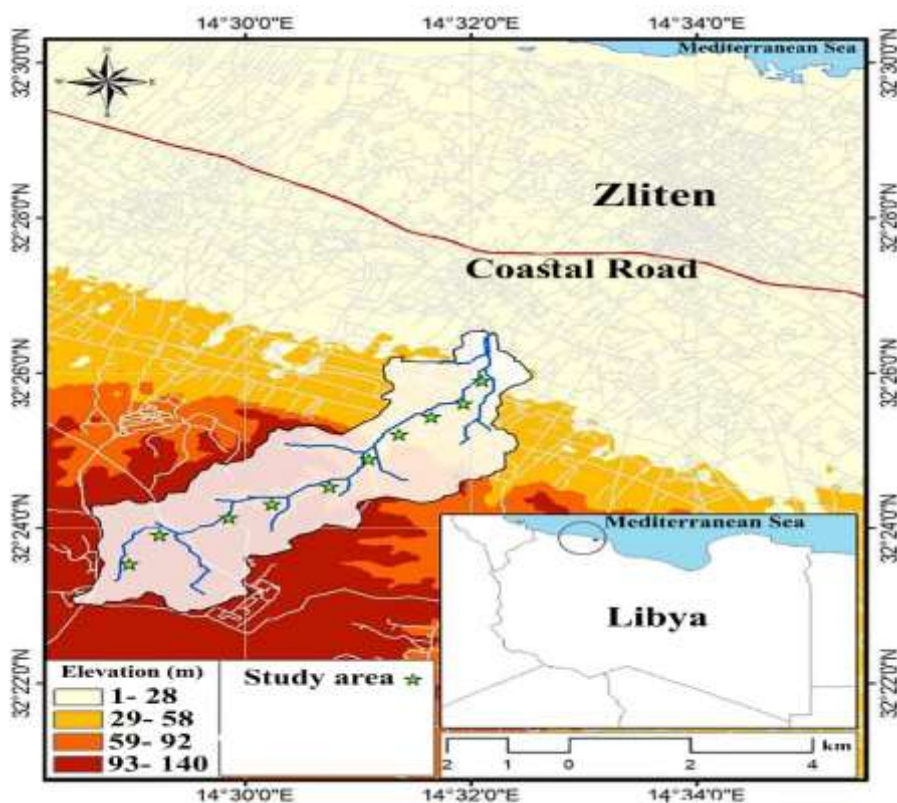 14°30'0"E 14°32'0"E 14°34'0"E
Mediterranean Sea
32°30'0"N 32°30'0"N
N
W E
S
Zliten
32°28'0"N 32°28'0"N
Coastal Road
32°26'0"N 32°26'0"N
32°24'0"N 32°24'0"N
Mediterranean Sea
Libya
Elevation (m)
1- 28
29- 58
59- 92
93- 140
Study area
32°22'0"N 32°22'0"N
km
2 1 0 2 4
14°30'0"E 14°32'0"E 14°34'0"E